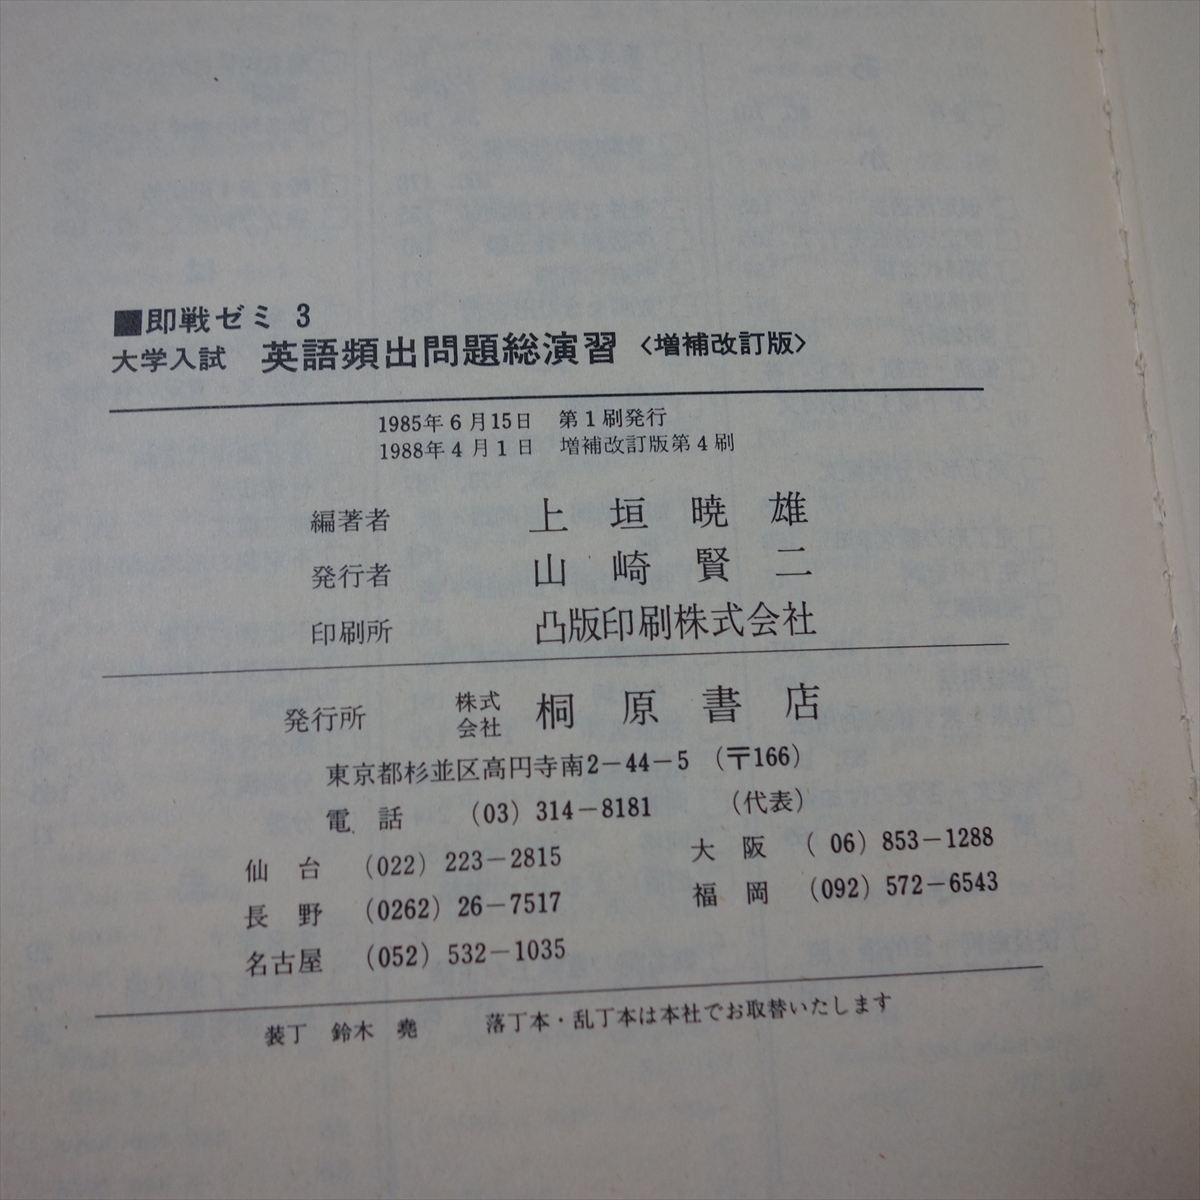 ■即戦ゼミ 3
大学入試 英語頻出問題総演習 〈増補改訂版〉
1985年6月15日 第1刷発行
1988年4月1日 増補改訂版第4刷
編著者 上垣暁雄
発行者 山崎賢二
印刷所 凸版印刷株式会社
発行所 株式会社 桐原書店
東京都杉並区高円寺南2-44-5 (〒166)
電話 (03) 314-8181 (代表)
仙台 (022) 223-2815 大阪 (06) 853-1288
長野 (0262) 26-7517 福岡 (092) 572-6543
名古屋 (052) 532-1035
装丁 鈴木 堯 落丁本・乱丁本は本社でお取替いたします